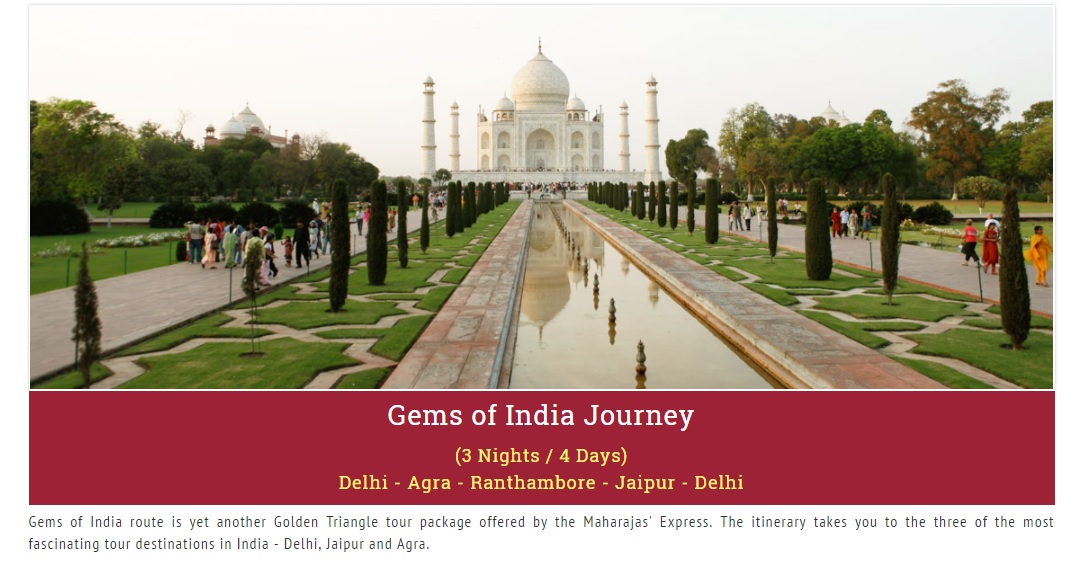 Gems of India Journey
(3 Nights / 4 Days)
Delhi - Agra - Ranthambore - Jaipur - Delhi
Gems of India route is yet another Golden Triangle tour package offered by the Maharajas' Express. The itinerary takes you to the three of the most
fascinating tour destinations in India - Delhi, Jaipur and Agra.